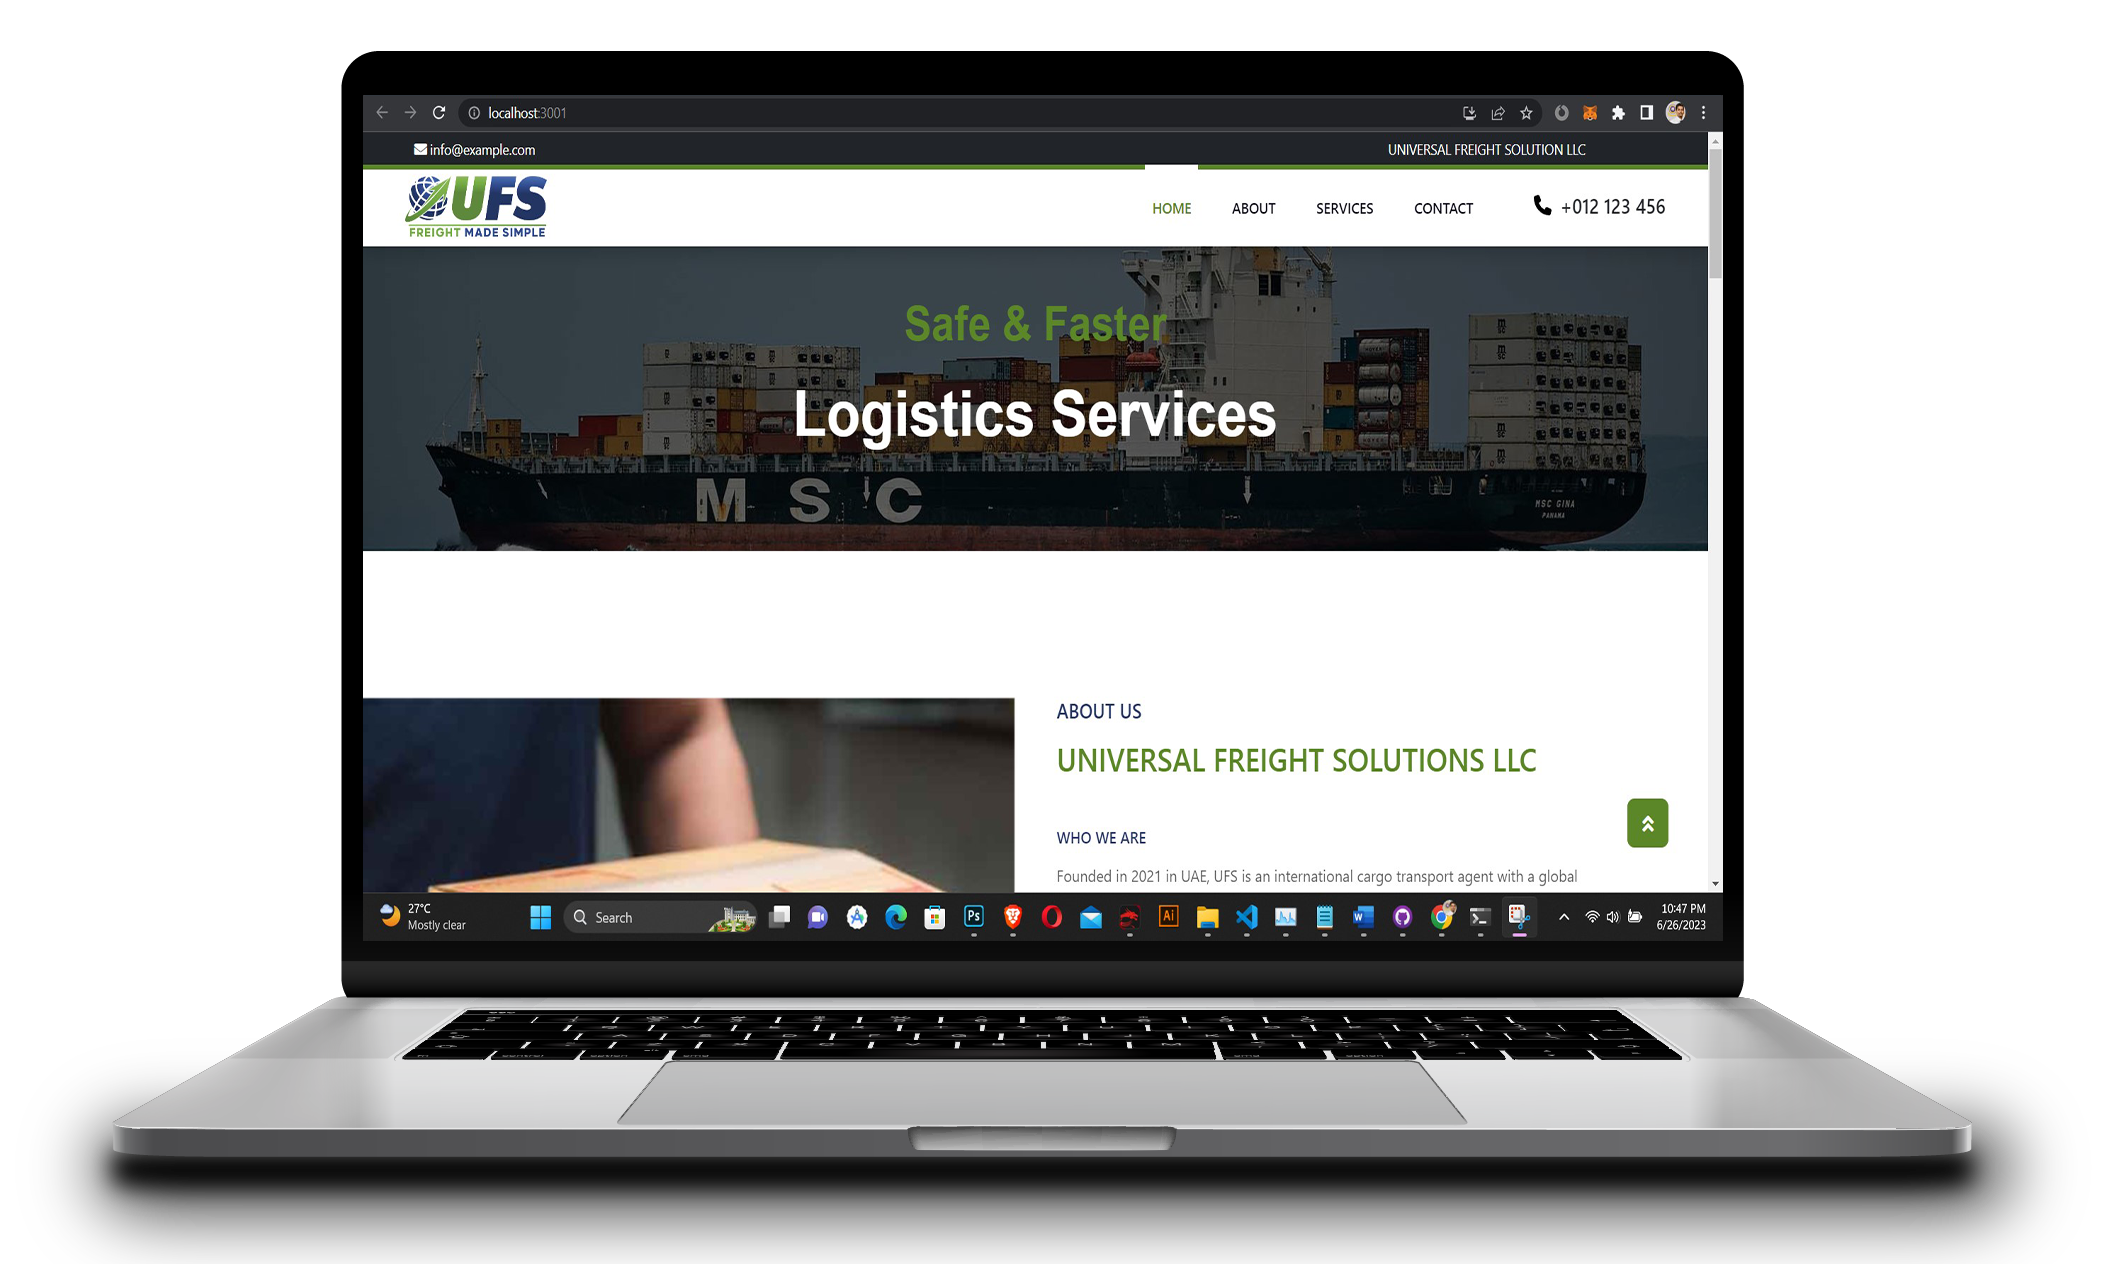 localhost:3001
info@example.com
UNIVERSAL FREIGHT SOLUTION LLC
UFS
FREIGHT MADE SIMPLE
HOME
ABOUT
SERVICES
CONTACT
+012 123 456
Safe & Faster
Logistics Services
M S C
MSC GINA
PANAMA
ABOUT US
UNIVERSAL FREIGHT SOLUTIONS LLC
WHO WE ARE
Founded in 2021 in UAE, UFS is an international cargo transport agent with a global
27°C
Mostly clear
Search
Ps
Ai
10:47 PM
6/26/2023